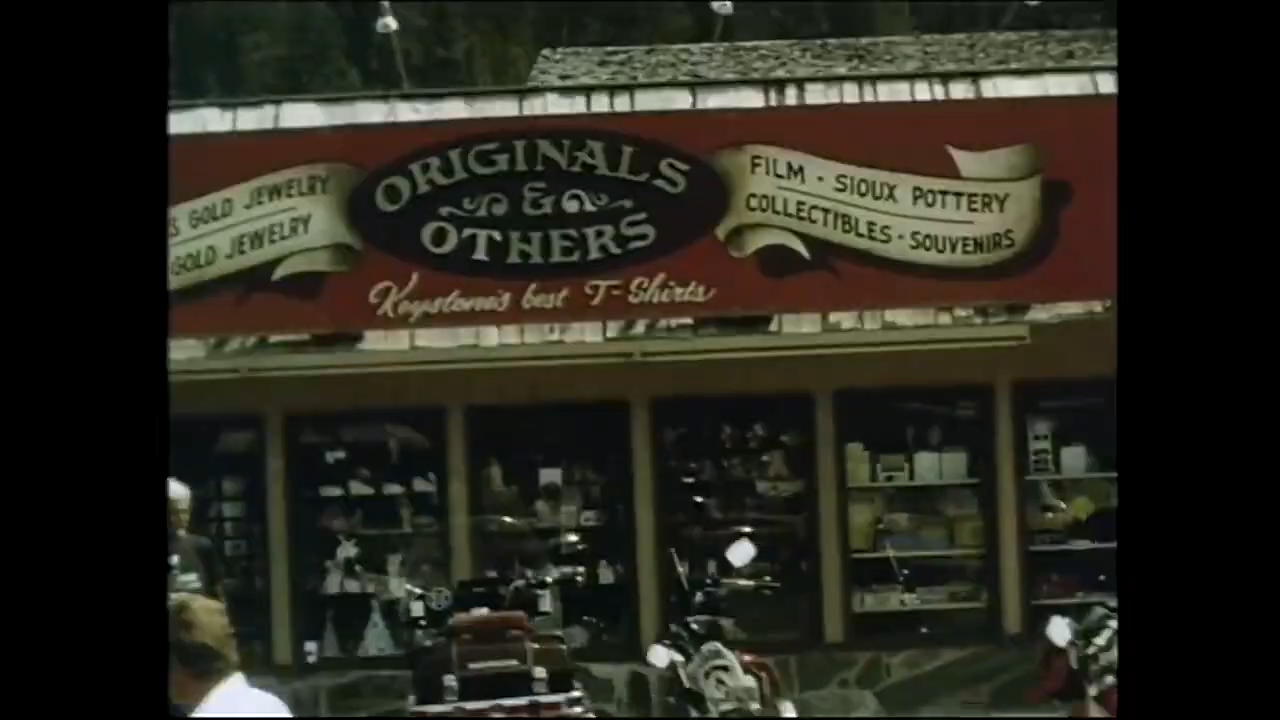 & GOLD JEWELRY
GOLD JEWELRY
ORIGINALS
&
OTHERS
Keystone's best T-Shirts
FILM - SIOUX POTTERY
COLLECTIBLES - SOUVENIRS